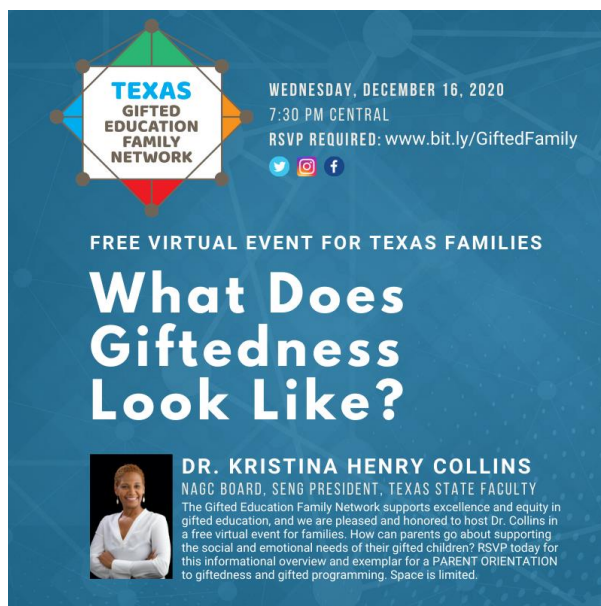 TEXAS
GIFTED
EDUCATION
FAMILY
NETWORK
WEDNESDAY, DECEMBER 16, 2020
7:30 PM CENTRAL
RSVP REQUIRED: www.bit.ly/GiftedFamily
FREE VIRTUAL EVENT FOR TEXAS FAMILIES
What Does
Giftedness
Look Like?
DR. KRISTINA HENRY COLLINS
NAGC BOARD, SENG PRESIDENT, TEXAS STATE FACULTY
The Gifted Education Family Network supports excellence and equity in
gifted education, and we are pleased and honored to host Dr. Collins in
a free virtual event for families. How can parents go about supporting
the social and emotional needs of their gifted children? RSVP today for
this informational overview and exemplar for a PARENT ORIENTATION
to giftedness and gifted programming. Space is limited.